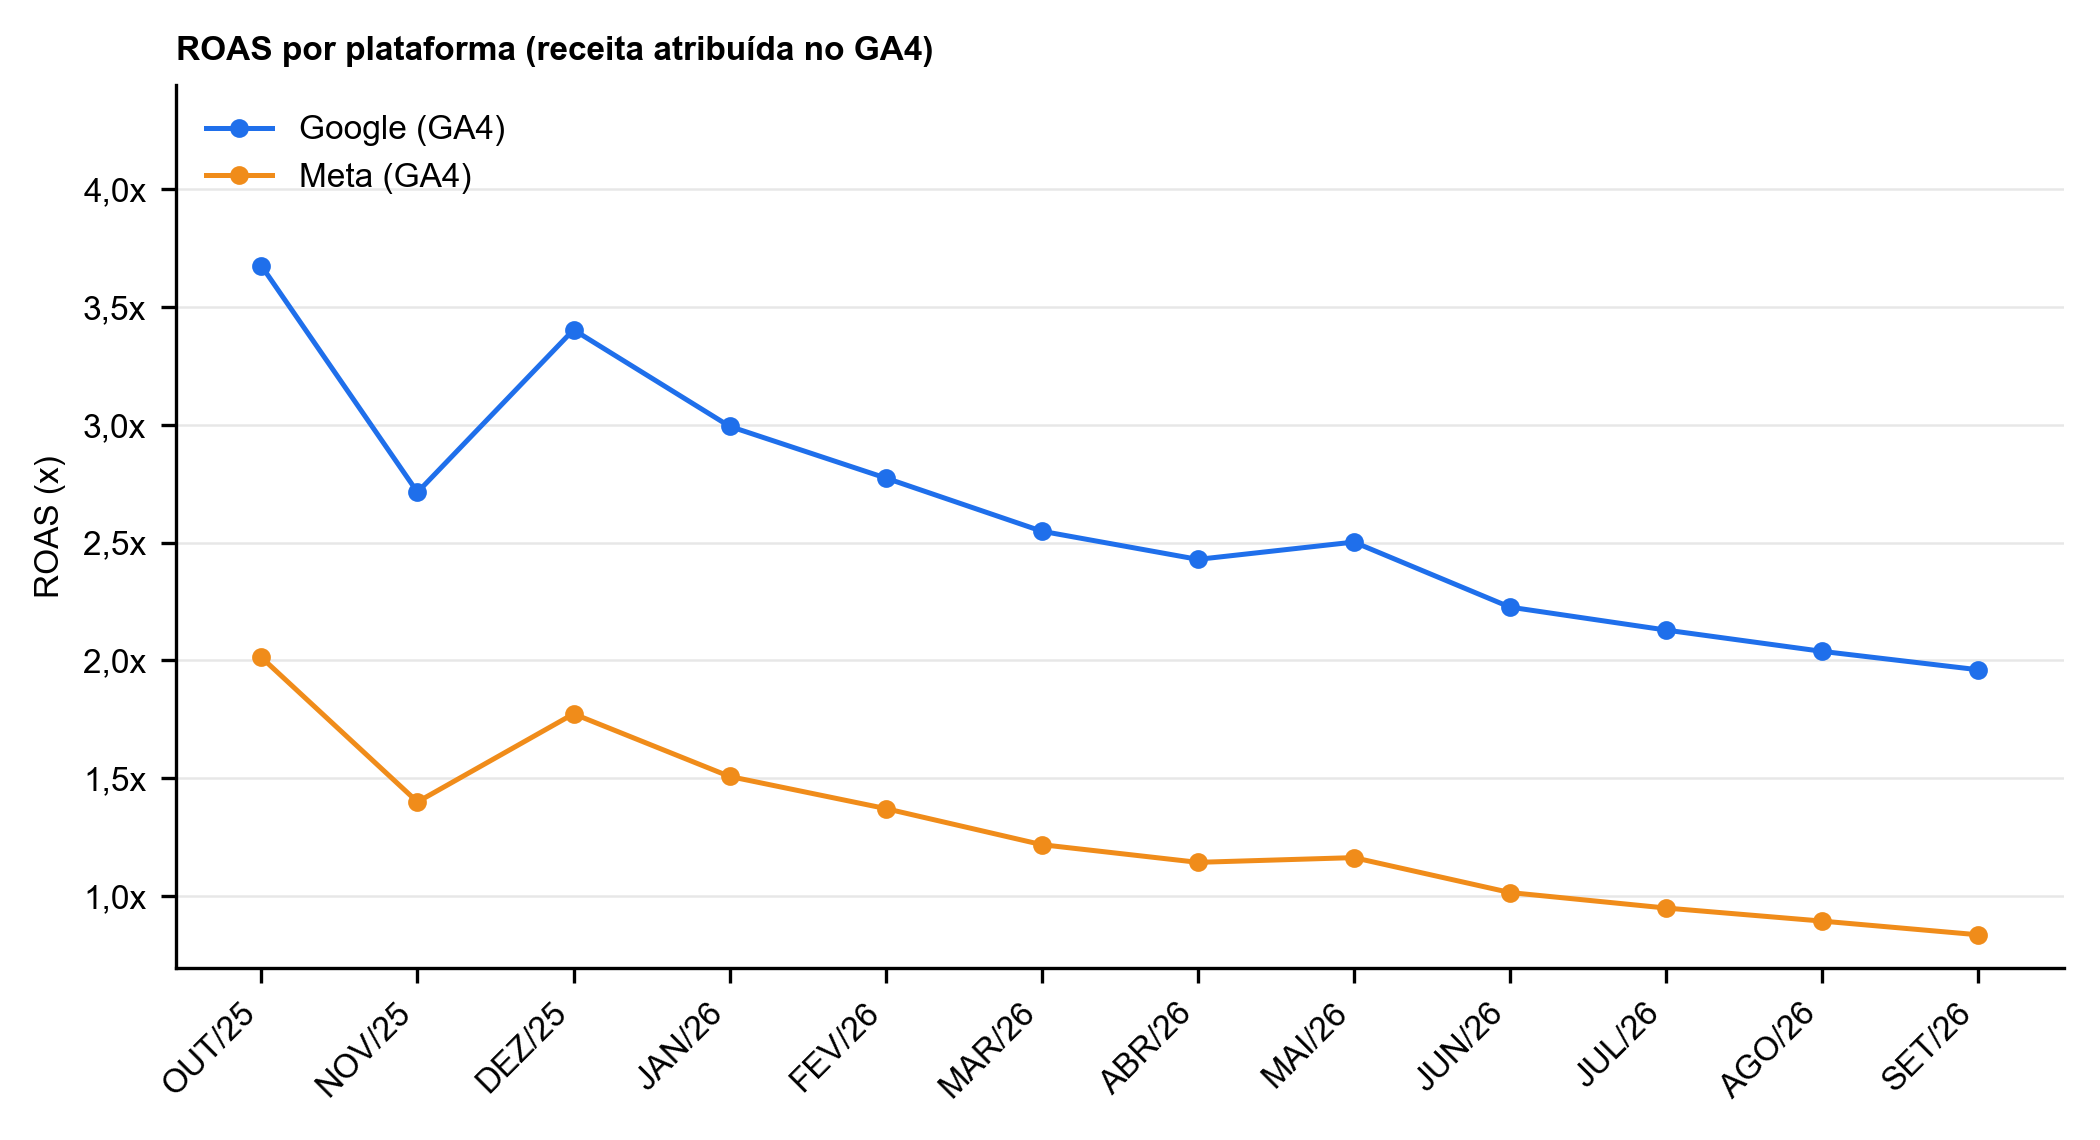 ROAS por plataforma (receita atribuída no GA4)
Google (GA4)
Meta (GA4)
ROAS (x)
4,0x
3,5x
3,0x
2,5x
2,0x
1,5x
1,0x
OUT/25
NOV/25
DEZ/25
JAN/26
FEV/26
MAR/26
ABR/26
MAI/26
JUN/26
JUL/26
AGO/26
SET/26